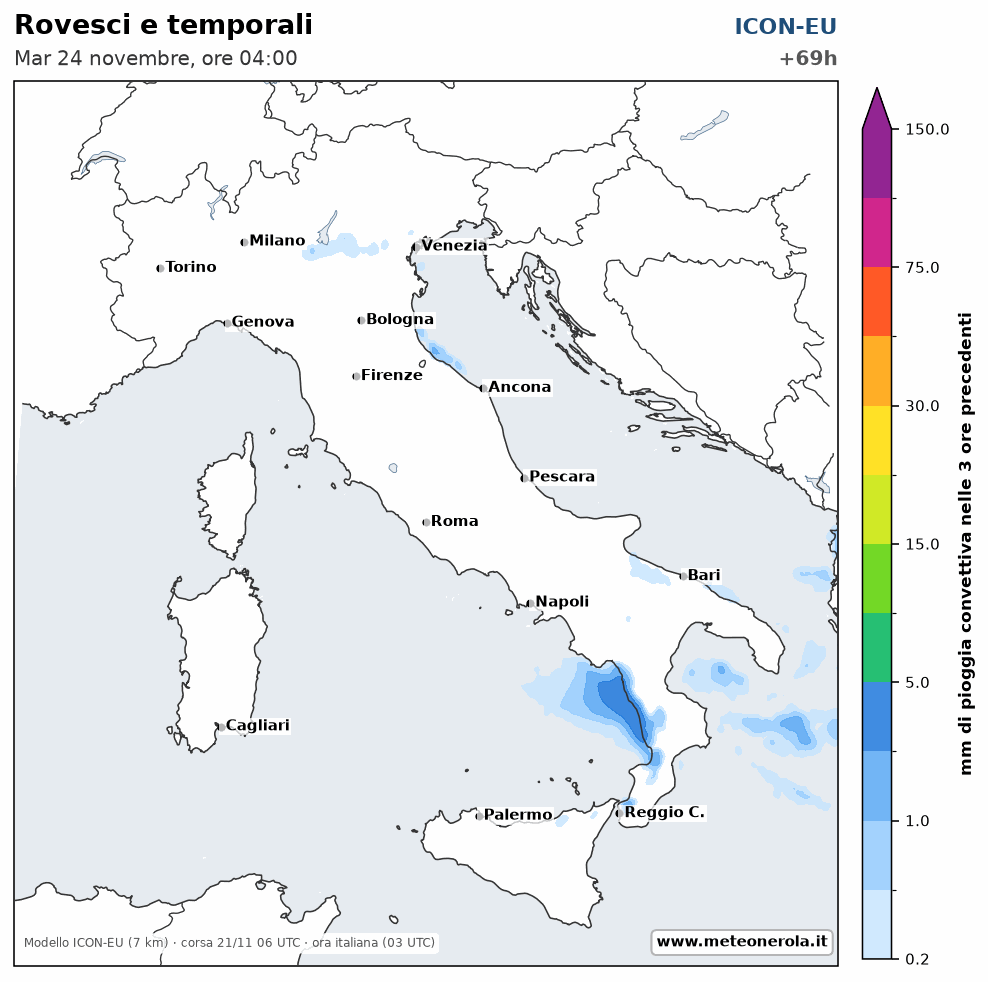 Rovesci e temporali
ICON-EU
Mar 24 novembre, ore 04:00
+69h
Milano
Venezia
Torino
Genova
Bologna
Firenze
Ancona
Pescara
Roma
Bari
Napoli
Cagliari
Palermo
Reggio C.
150.0
75.0
30.0
15.0
5.0
1.0
0.2
mm di pioggia convettiva nelle 3 ore precedenti
Modello ICON-EU (7 km) · corsa 21/11 06 UTC · ora italiana (03 UTC)
www.meteonerola.it